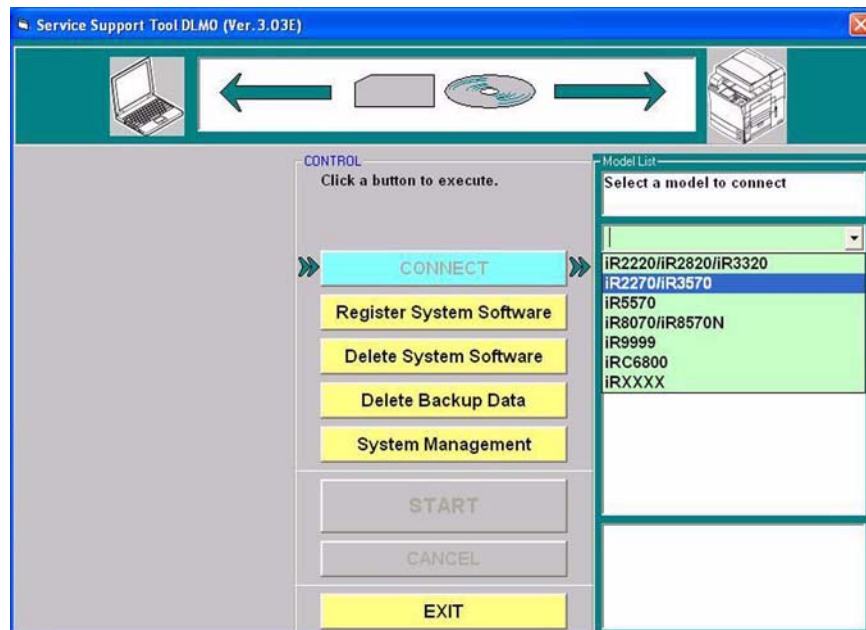 Service Support Tool DLM0 (Ver.3.03E)
CONTROL
Click a button to execute.
CONNECT
Register System Software
Delete System Software
Delete Backup Data
System Management
START
CANCEL
EXIT
Model List
Select a model to connect
iR2220/iR2820/iR3320
iR2270/iR3570
iR5570
iR8070/iR8570N
iR9999
iRC6800
iRXXXX